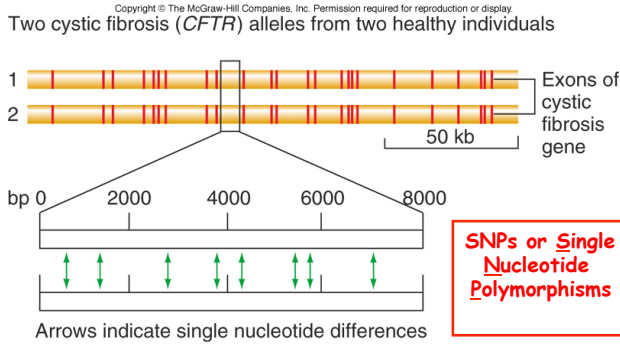 Copyright © The McGraw-Hill Companies, Inc. Permission required for reproduction or display.
Two cystic fibrosis (CFTR) alleles from two healthy individuals
1
2
Exons of
cystic
fibrosis
gene
50 kb
bp 0 2000 4000 6000 8000
SNPs or Single
Nucleotide
Polymorphisms
Arrows indicate single nucleotide differences